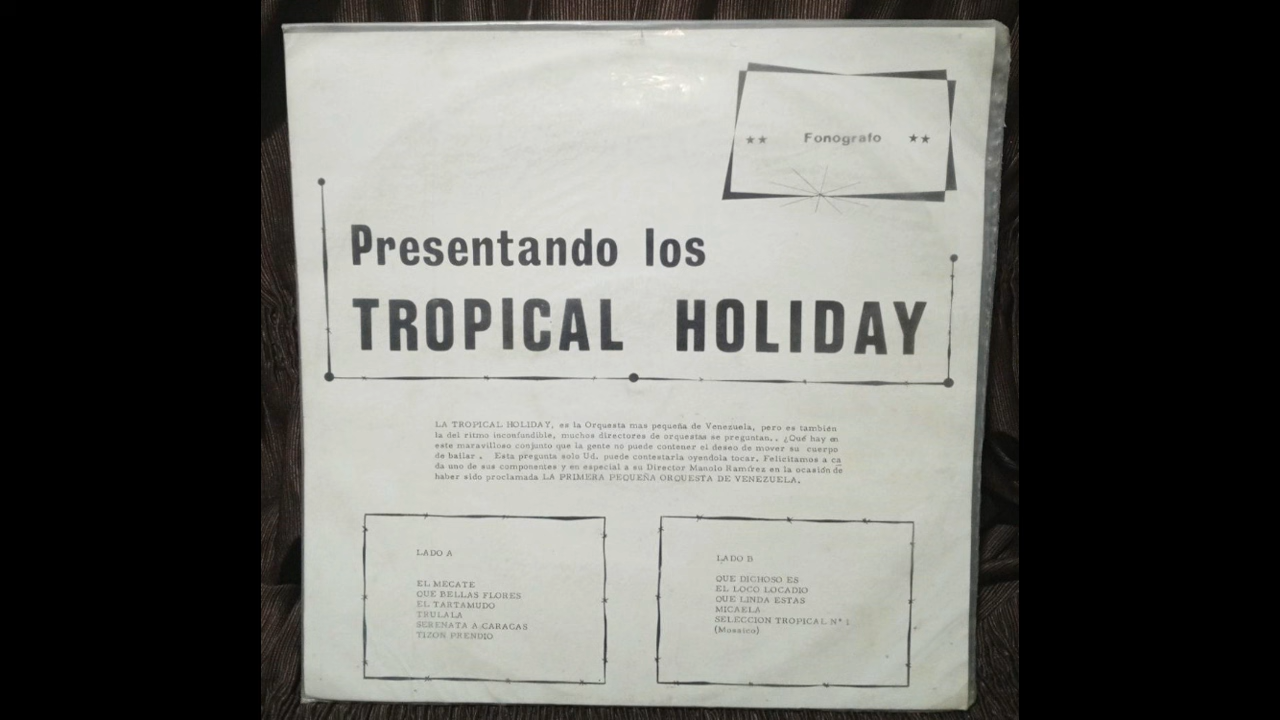 ★★ Fonografo ★★
Presentando los
TROPICAL HOLIDAY
LA TROPICAL HOLIDAY, es la Orquesta mas pequeña de Venezuela, pero es también
la del ritmo inconfundible, muchos directores de orquestas se preguntan.. ¿Qué hay en
este maravilloso conjunto que la gente no puede contener el deseo de mover su cuerpo
de bailar . Esta pregunta solo Ud. puede contestarla oyendola tocar. Felicitamos a ca
da uno de sus componentes y en especial a su Director Manolo Ramírez en la ocasión de
haber sido proclamada LA PRIMERA PEQUEÑA ORQUESTA DE VENEZUELA.
LADO A
EL MECATE
QUE BELLAS FLORES
EL TARTAMUDO
TRULALA
SERENATA A CARACAS
TIZON PRENDIO
LADO B
QUE DICHOSO ES
EL LOCO LOCADIO
QUE LINDA ESTAS
MICAELA
SELECCION TROPICAL Nº 1
(Mosaico)